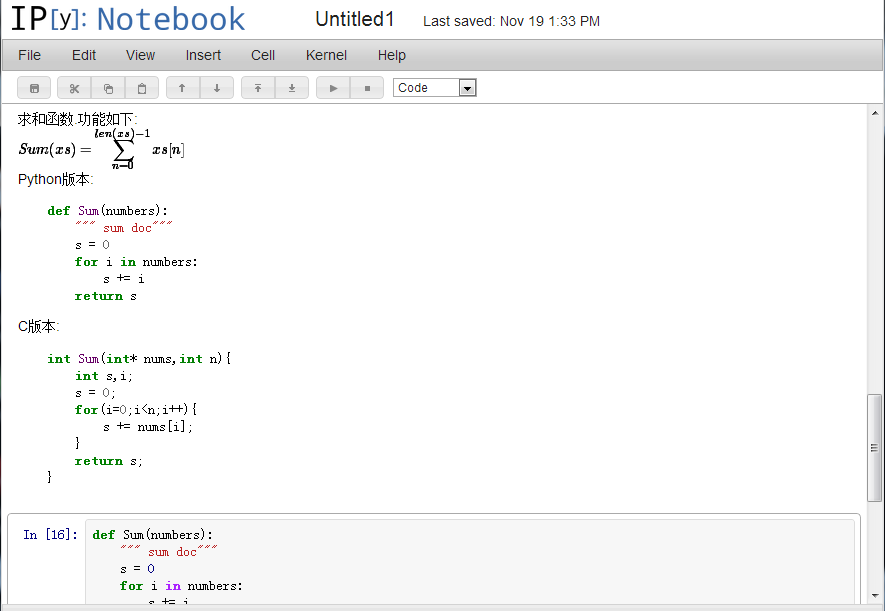 IP[y]: Notebook Untitled1 Last saved: Nov 19 1:33 PM
File Edit View Insert Cell Kernel Help
Code
求和函数.功能如下:
len(xs)−1
Sum(xs) = ∑ xs[n]
n=0
Python版本:
def Sum(numbers):
""" sum doc"""
s = 0
for i in numbers:
s += i
return s
C版本:
int Sum(int* nums,int n){
int s,i;
s = 0;
for(i=0;i<n;i++){
s += nums[i];
}
return s;
}
In [16]: def Sum(numbers):
""" sum doc"""
s = 0
for i in numbers:
s += i